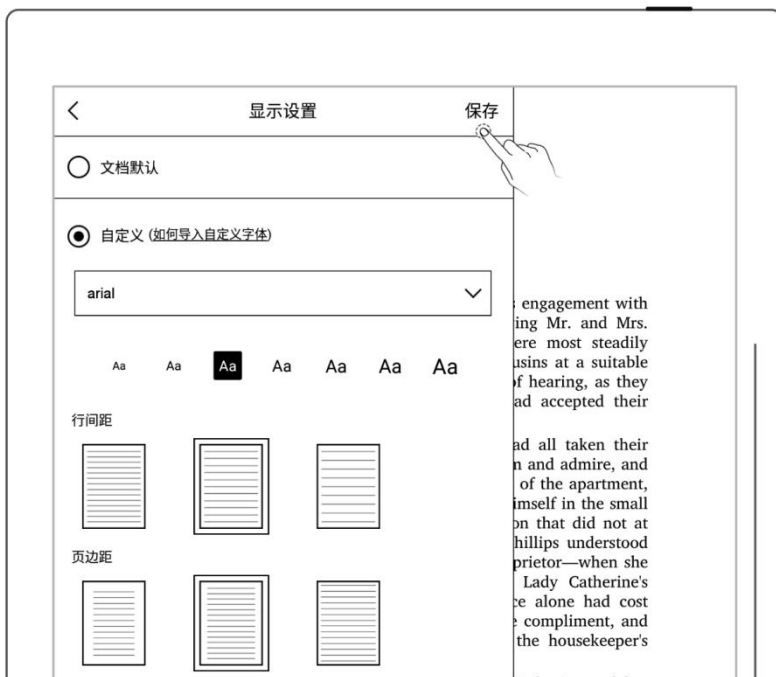 显示设置
保存
文档默认
自定义 (如何导入自定义字体)
arial
Aa Aa Aa Aa Aa Aa Aa
行间距
页边距
engagement with
ing Mr. and Mrs.
ere most steadily
usins at a suitable
of hearing, as they
ad accepted their
ad all taken their
and admire, and
of the apartment,
imself in the small
on that did not at
hillips understood
prietor—when she
Lady Catherine's
ce alone had cost
compliment, and
the housekeeper's